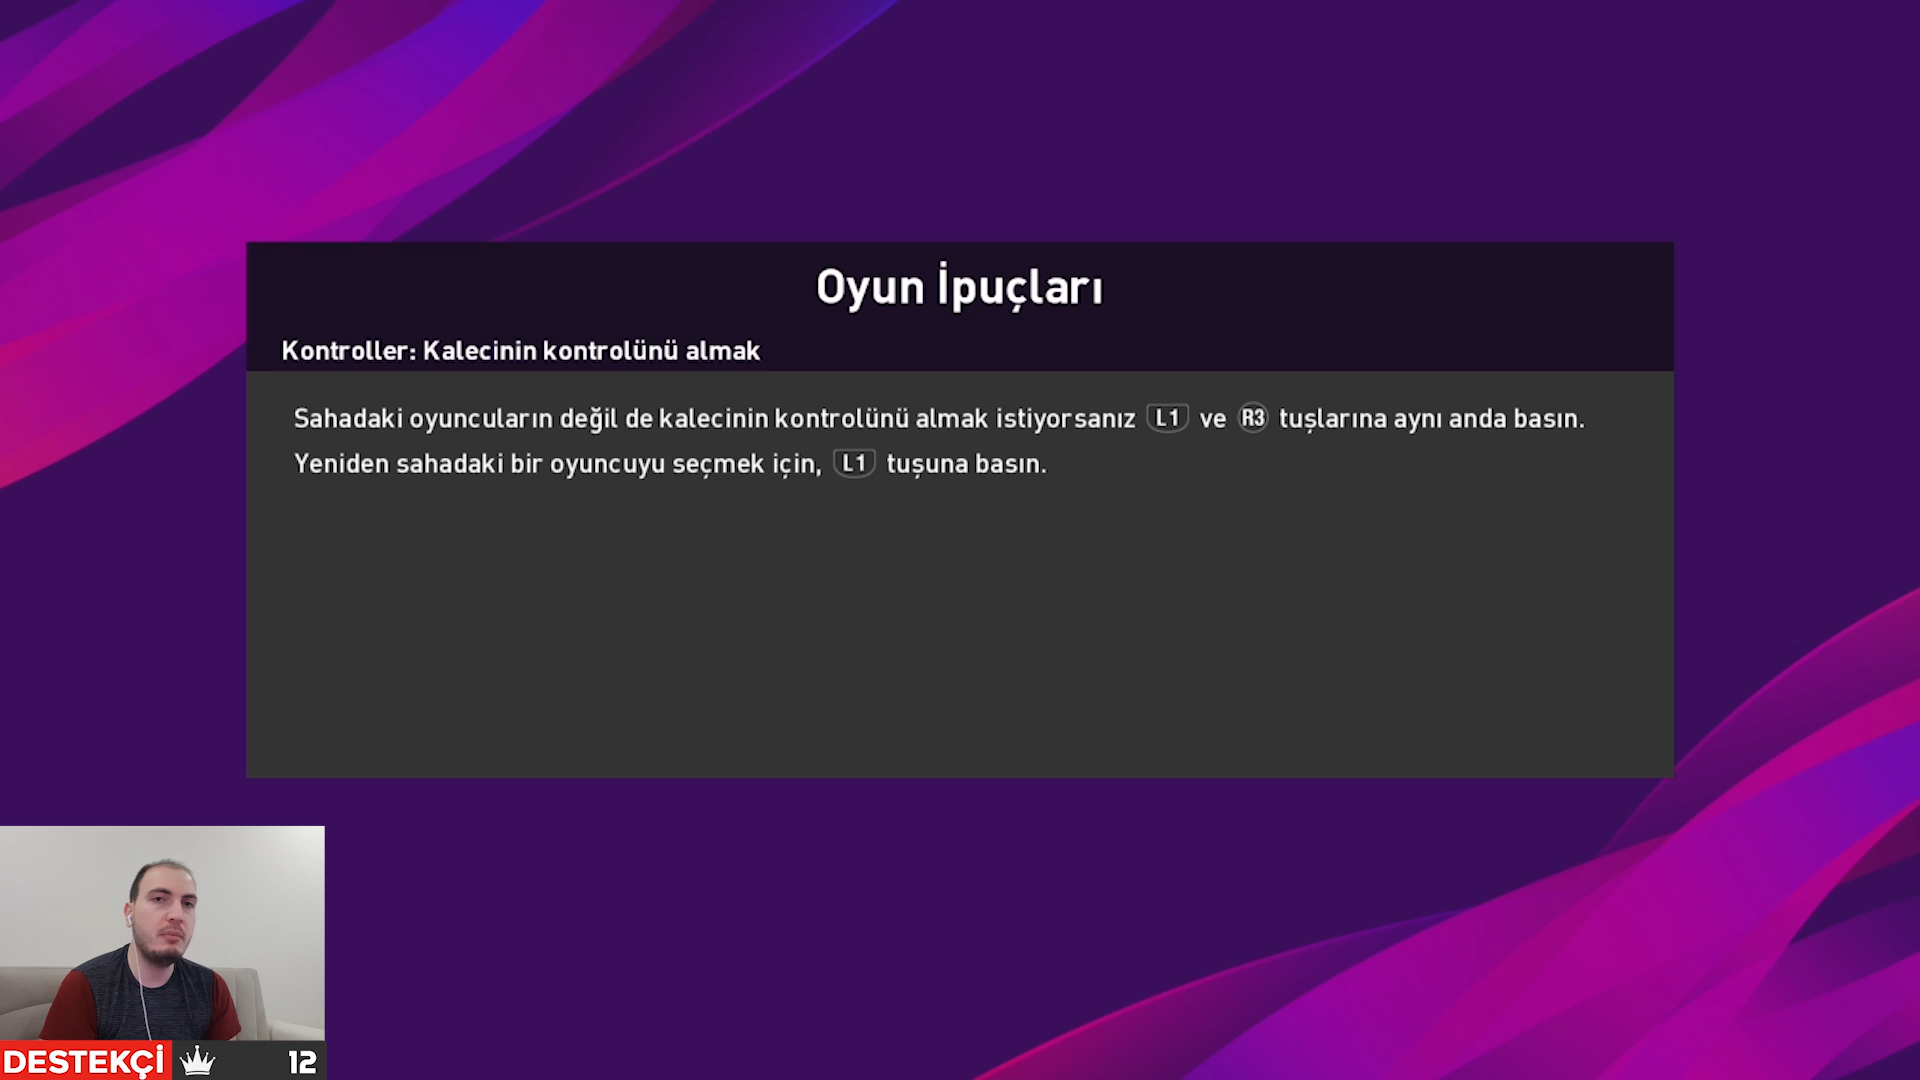 Oyun İpuçları
Kontroller: Kalecinin kontrolünü almak
Sahadaki oyuncuların değil de kalecinin kontrolünü almak istiyorsanız L1 ve R3 tuşlarına aynı anda basın.
Yeniden sahadaki bir oyuncuyu seçmek için, L1 tuşuna basın.
DESTEKÇİ 12